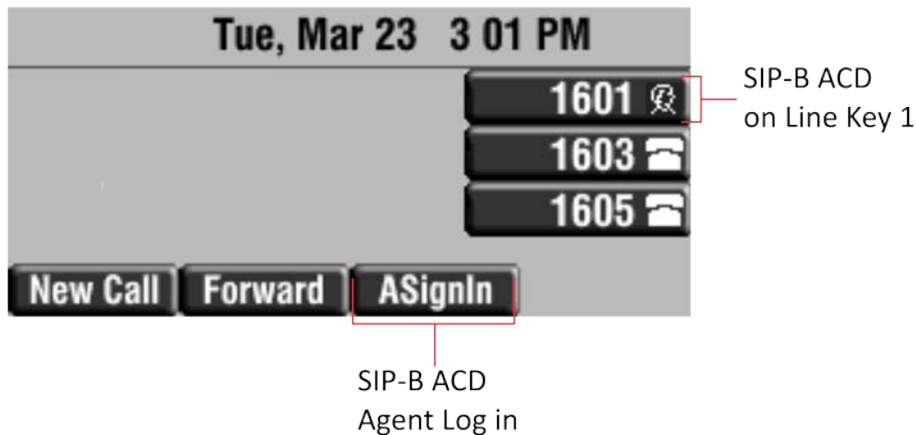 Tue, Mar 23 3 01 PM
1601
SIP-B ACD
on Line Key 1
1603
1605
New Call Forward ASignIn
SIP-B ACD
Agent Log in